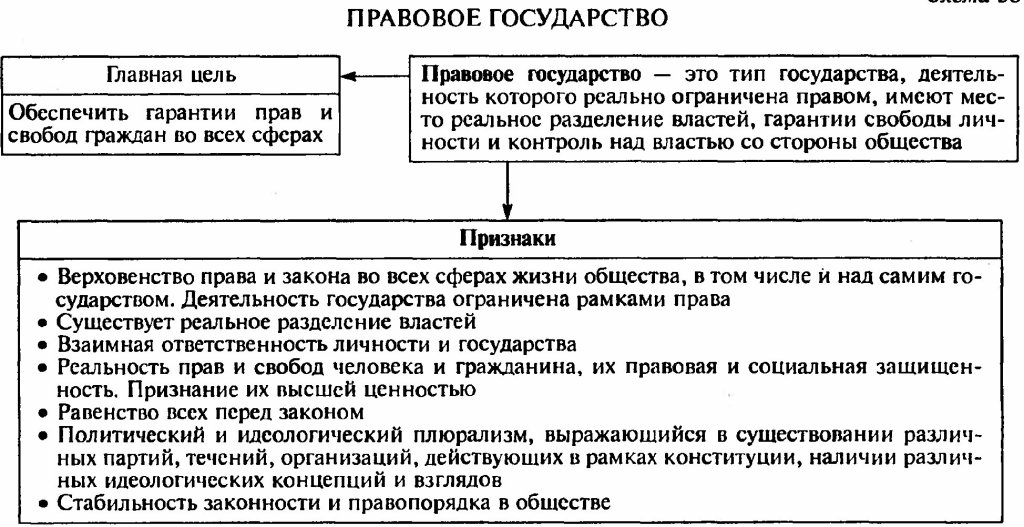 ПРАВОВОЕ ГОСУДАРСТВО
Главная цель
Обеспечить гарантии прав и
свобод граждан во всех сферах
Правовое государство — это тип государства, деятель-
ность которого реально ограничена правом, имеют мес-
то реальное разделение властей, гарантии свободы лич-
ности и контроль над властью со стороны общества
Признаки
• Верховенство права и закона во всех сферах жизни общества, в том числе и над самим го-
сударством. Деятельность государства ограничена рамками права
• Существует реальное разделение властей
• Взаимная ответственность личности и государства
• Реальность прав и свобод человека и гражданина, их правовая и социальная защищен-
ность. Признание их высшей ценностью
• Равенство всех перед законом
• Политический и идеологический плюрализм, выражающийся в существовании различ-
ных партий, течений, организаций, действующих в рамках конституции, наличии различ-
ных идеологических концепций и взглядов
• Стабильность законности и правопорядка в обществе